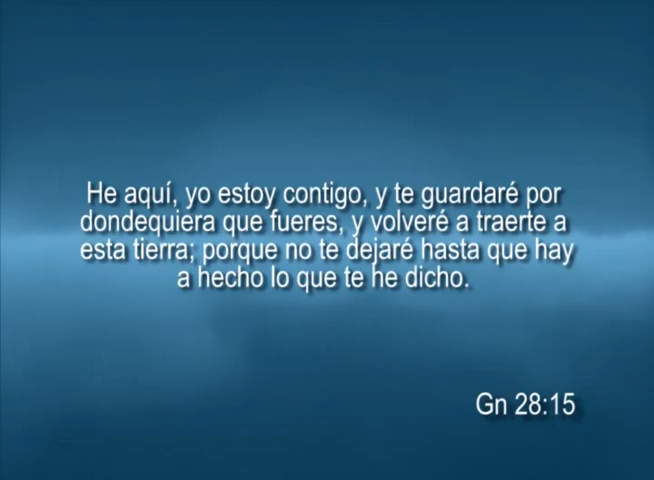 He aquí, yo estoy contigo, y te guardaré por
dondequiera que fueres, y volveré a traerte a
esta tierra; porque no te dejaré hasta que hay
a hecho lo que te he dicho.
Gn 28:15